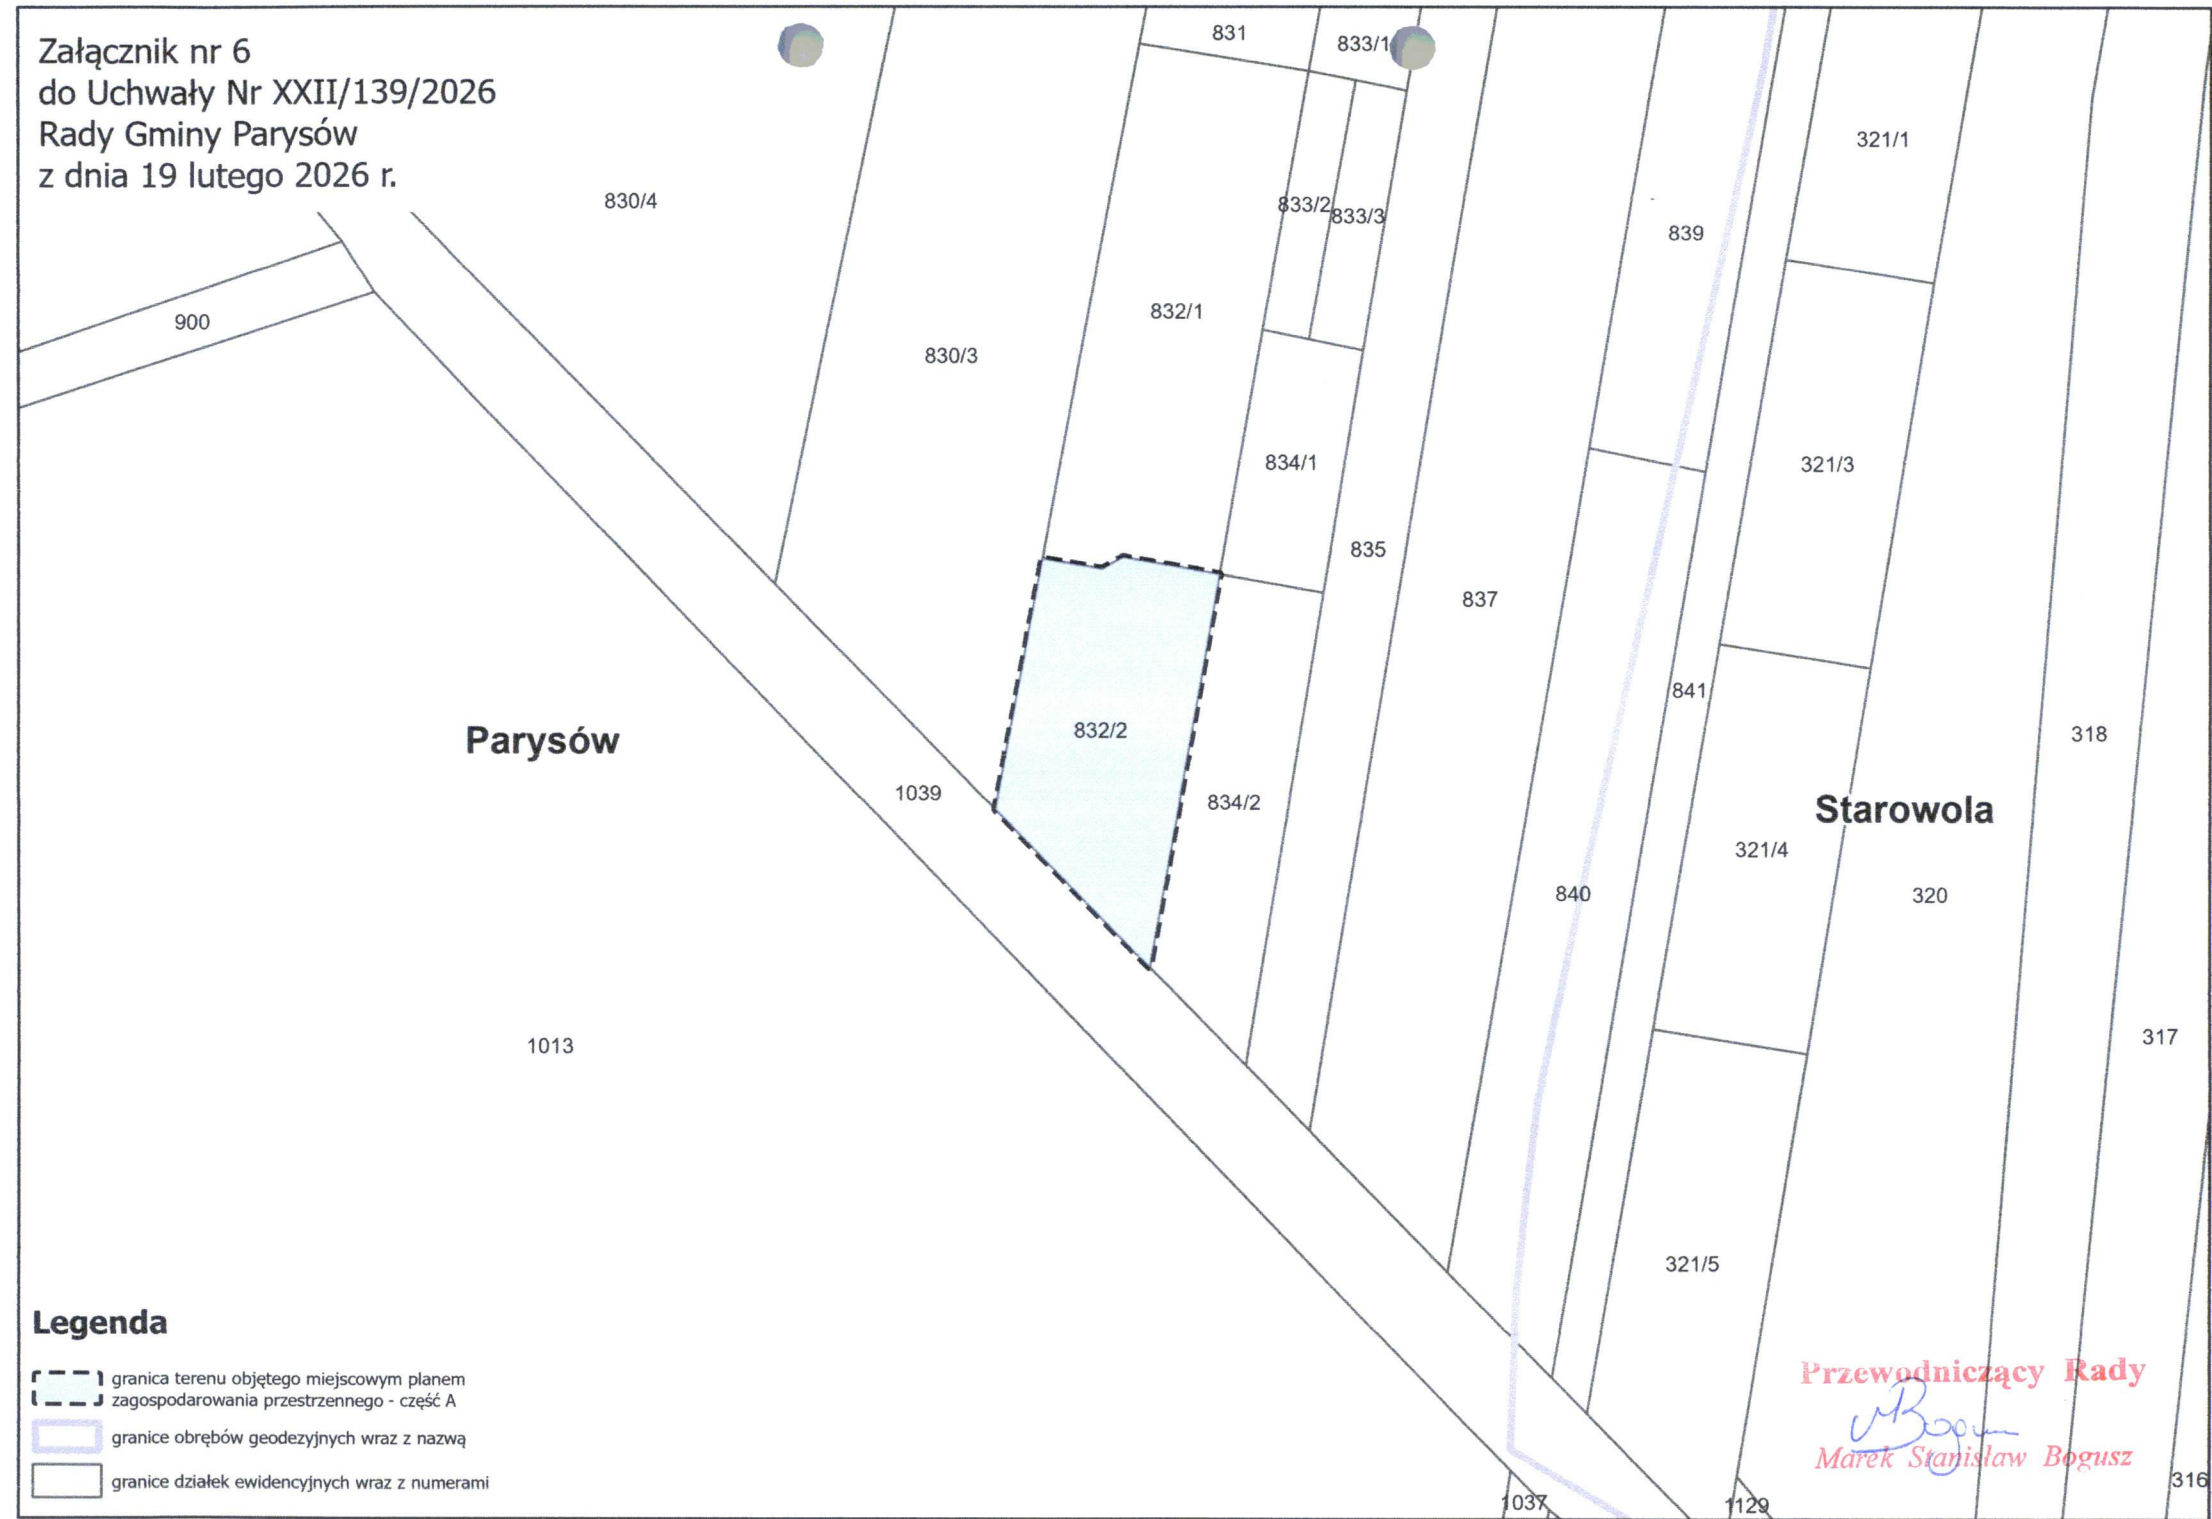 Załącznik nr 6
do Uchwały Nr XXII/139/2026
Rady Gminy Parysów
z dnia 19 lutego 2026 r.
831
833/1
321/1
830/4
833/2
833/3
839
900
832/1
830/3
834/1
321/3
835
837
841
832/2
318
Parysów
1039
834/2
Starowola
321/4
840
320
317
1013
321/5
Legenda
granica terenu objętego miejscowym planem
zagospodarowania przestrzennego - część A
granice obrębów geodezyjnych wraz z nazwą
granice działek ewidencyjnych wraz z numerami
Przewodniczący Rady
Marek Stanisław Bogusz
316
1037
1129